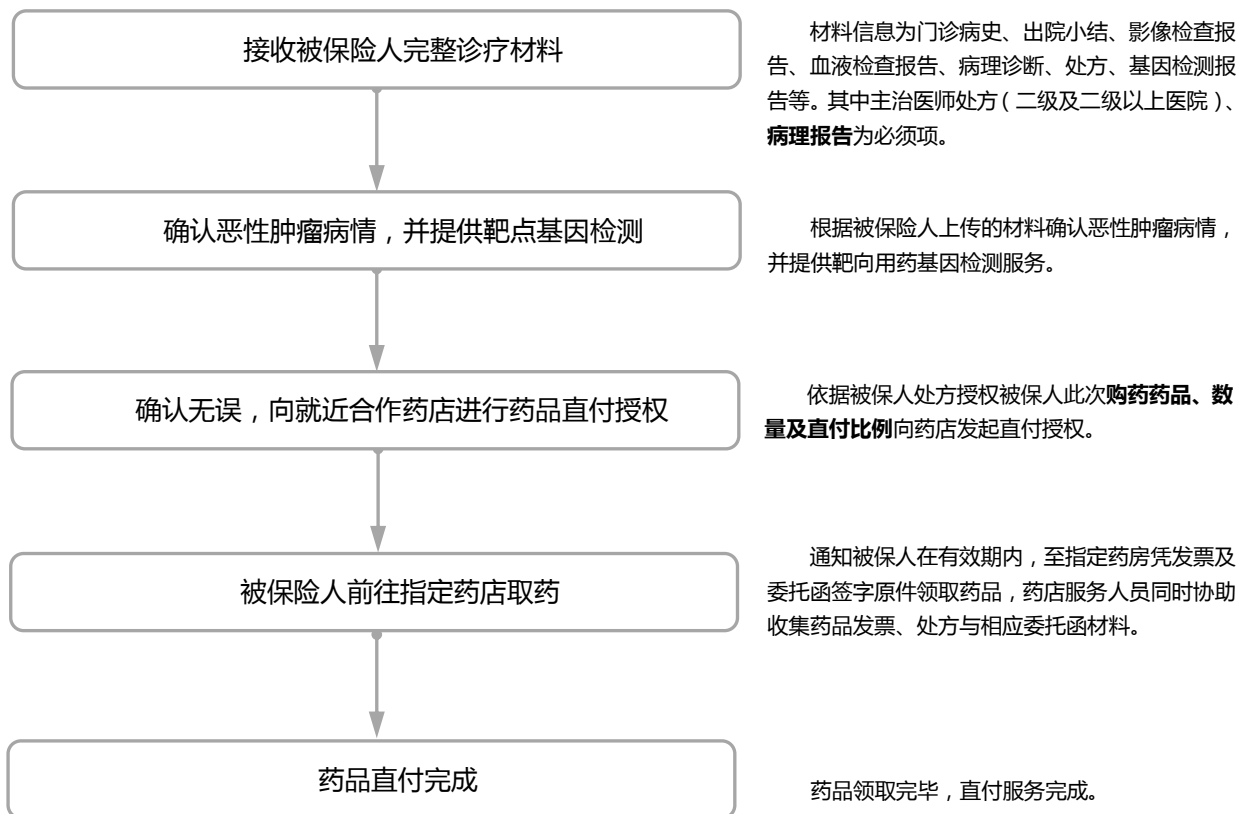 接收被保险人完整诊疗材料
材料信息为门诊病史、出院小结、影像检查报
告、血液检查报告、病理诊断、处方、基因检测报
告等。其中主治医师处方（二级及二级以上医院）、
病理报告为必须项。
确认恶性肿瘤病情，并提供靶点基因检测
根据被保险人上传的材料确认恶性肿瘤病情，
并提供靶向用药基因检测服务。
确认无误，向就近合作药店进行药品直付授权
依据被保人处方授权被保人此次购药药品、数
量及直付比例向药店发起直付授权。
被保险人前往指定药店取药
通知被保人在有效期内，至指定药房凭发票及
委托函签字原件领取药品，药店服务人员同时协助
收集药品发票、处方与相应委托函材料。
药品直付完成
药品领取完毕，直付服务完成。